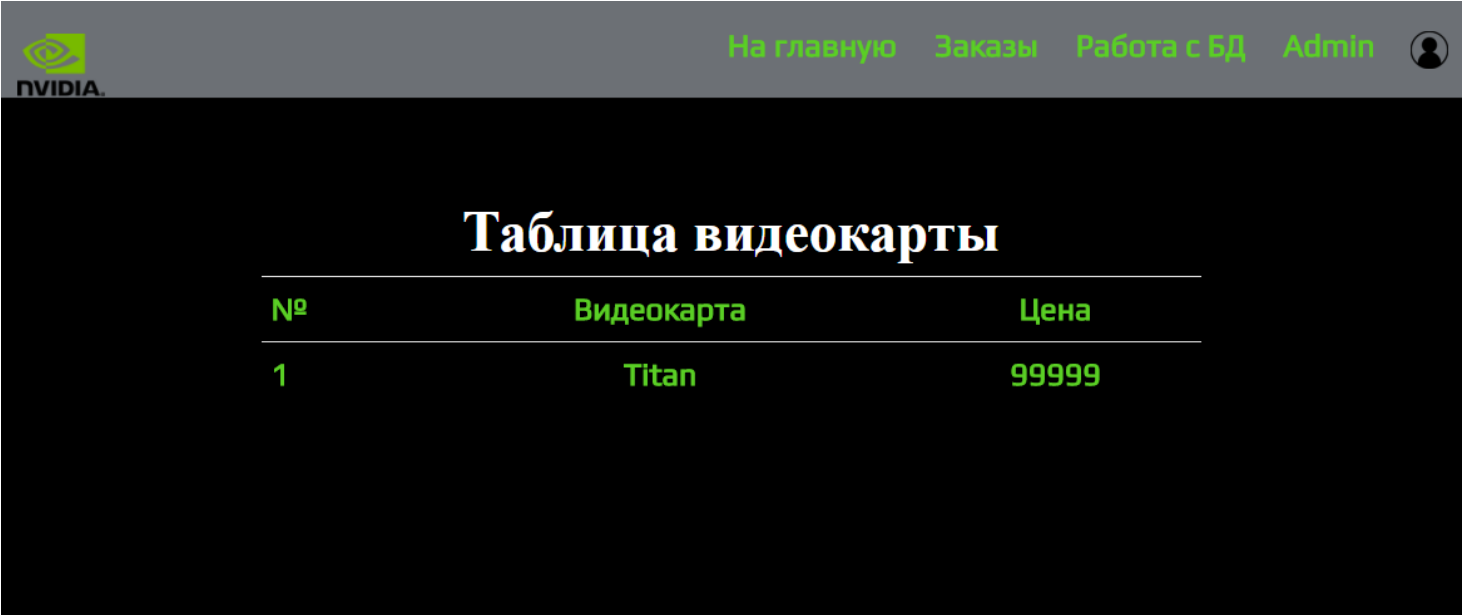 На главную Заказы Работа с БД Admin
NVIDIA.
Таблица видеокарты
№ Видеокарта Цена
1 Titan 99999